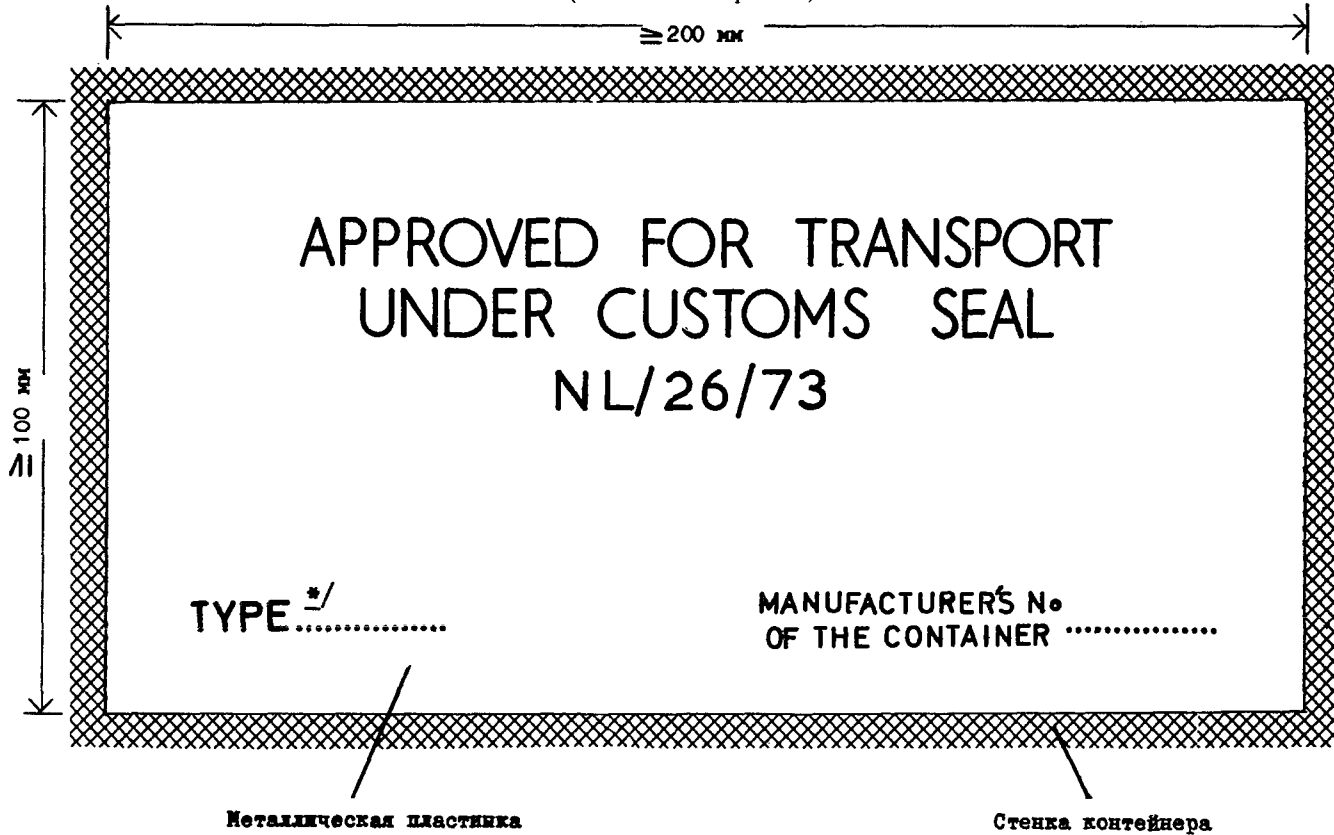 ≧200 мм
APPROVED FOR TRANSPORT
UNDER CUSTOMS SEAL
NL/26/73
≧100 мм
TYPE */ ...............
MANUFACTURER'S No
OF THE CONTAINER ................
Металлическая пластинка
Стенка контейнера